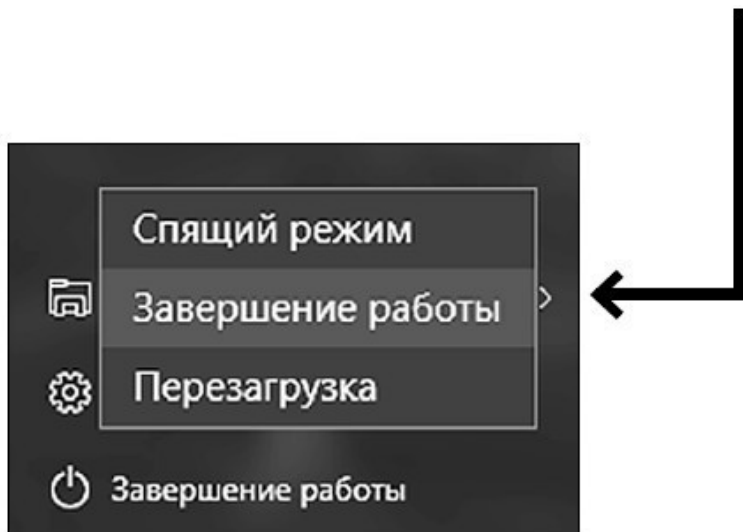 Спящий режим
Завершение работы
Перезагрузка
Завершение работы